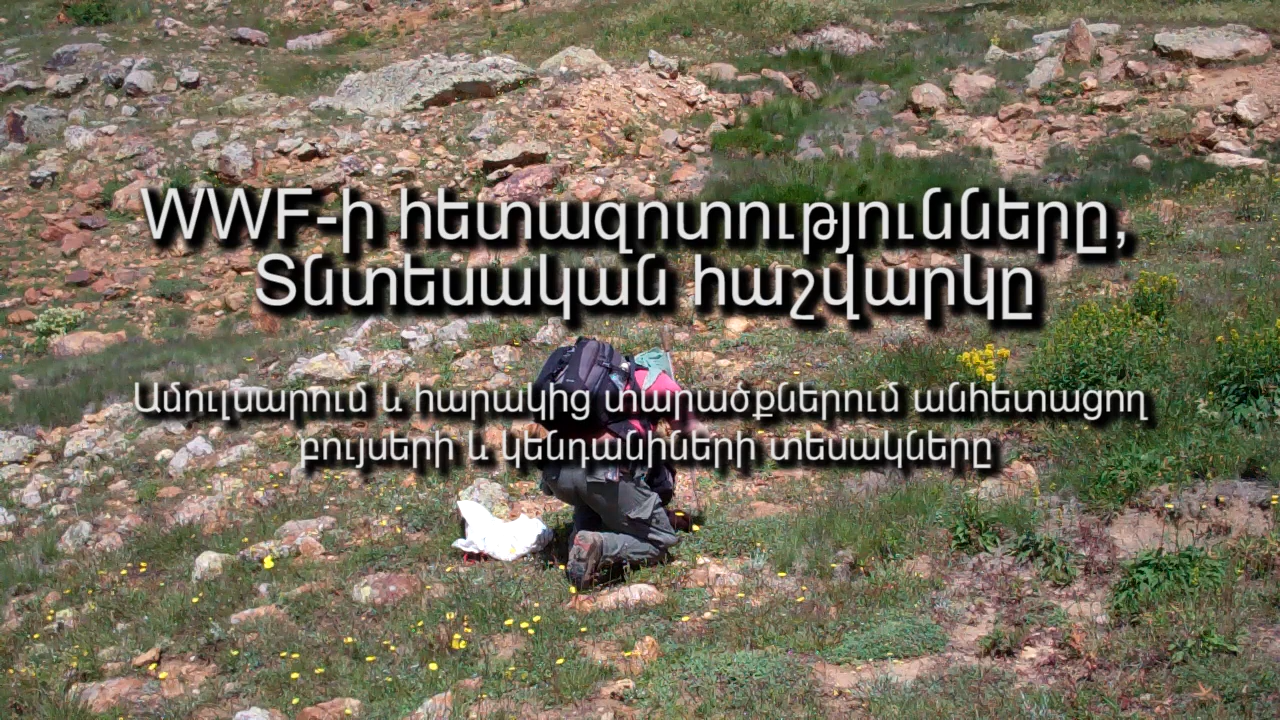 WWF-ի հետազոտությունները,
Տնտեսական հաշվարկը
Ամուլսարում և հարակից տարածքներում անհետացող
բույսերի և կենդանիների տեսակները